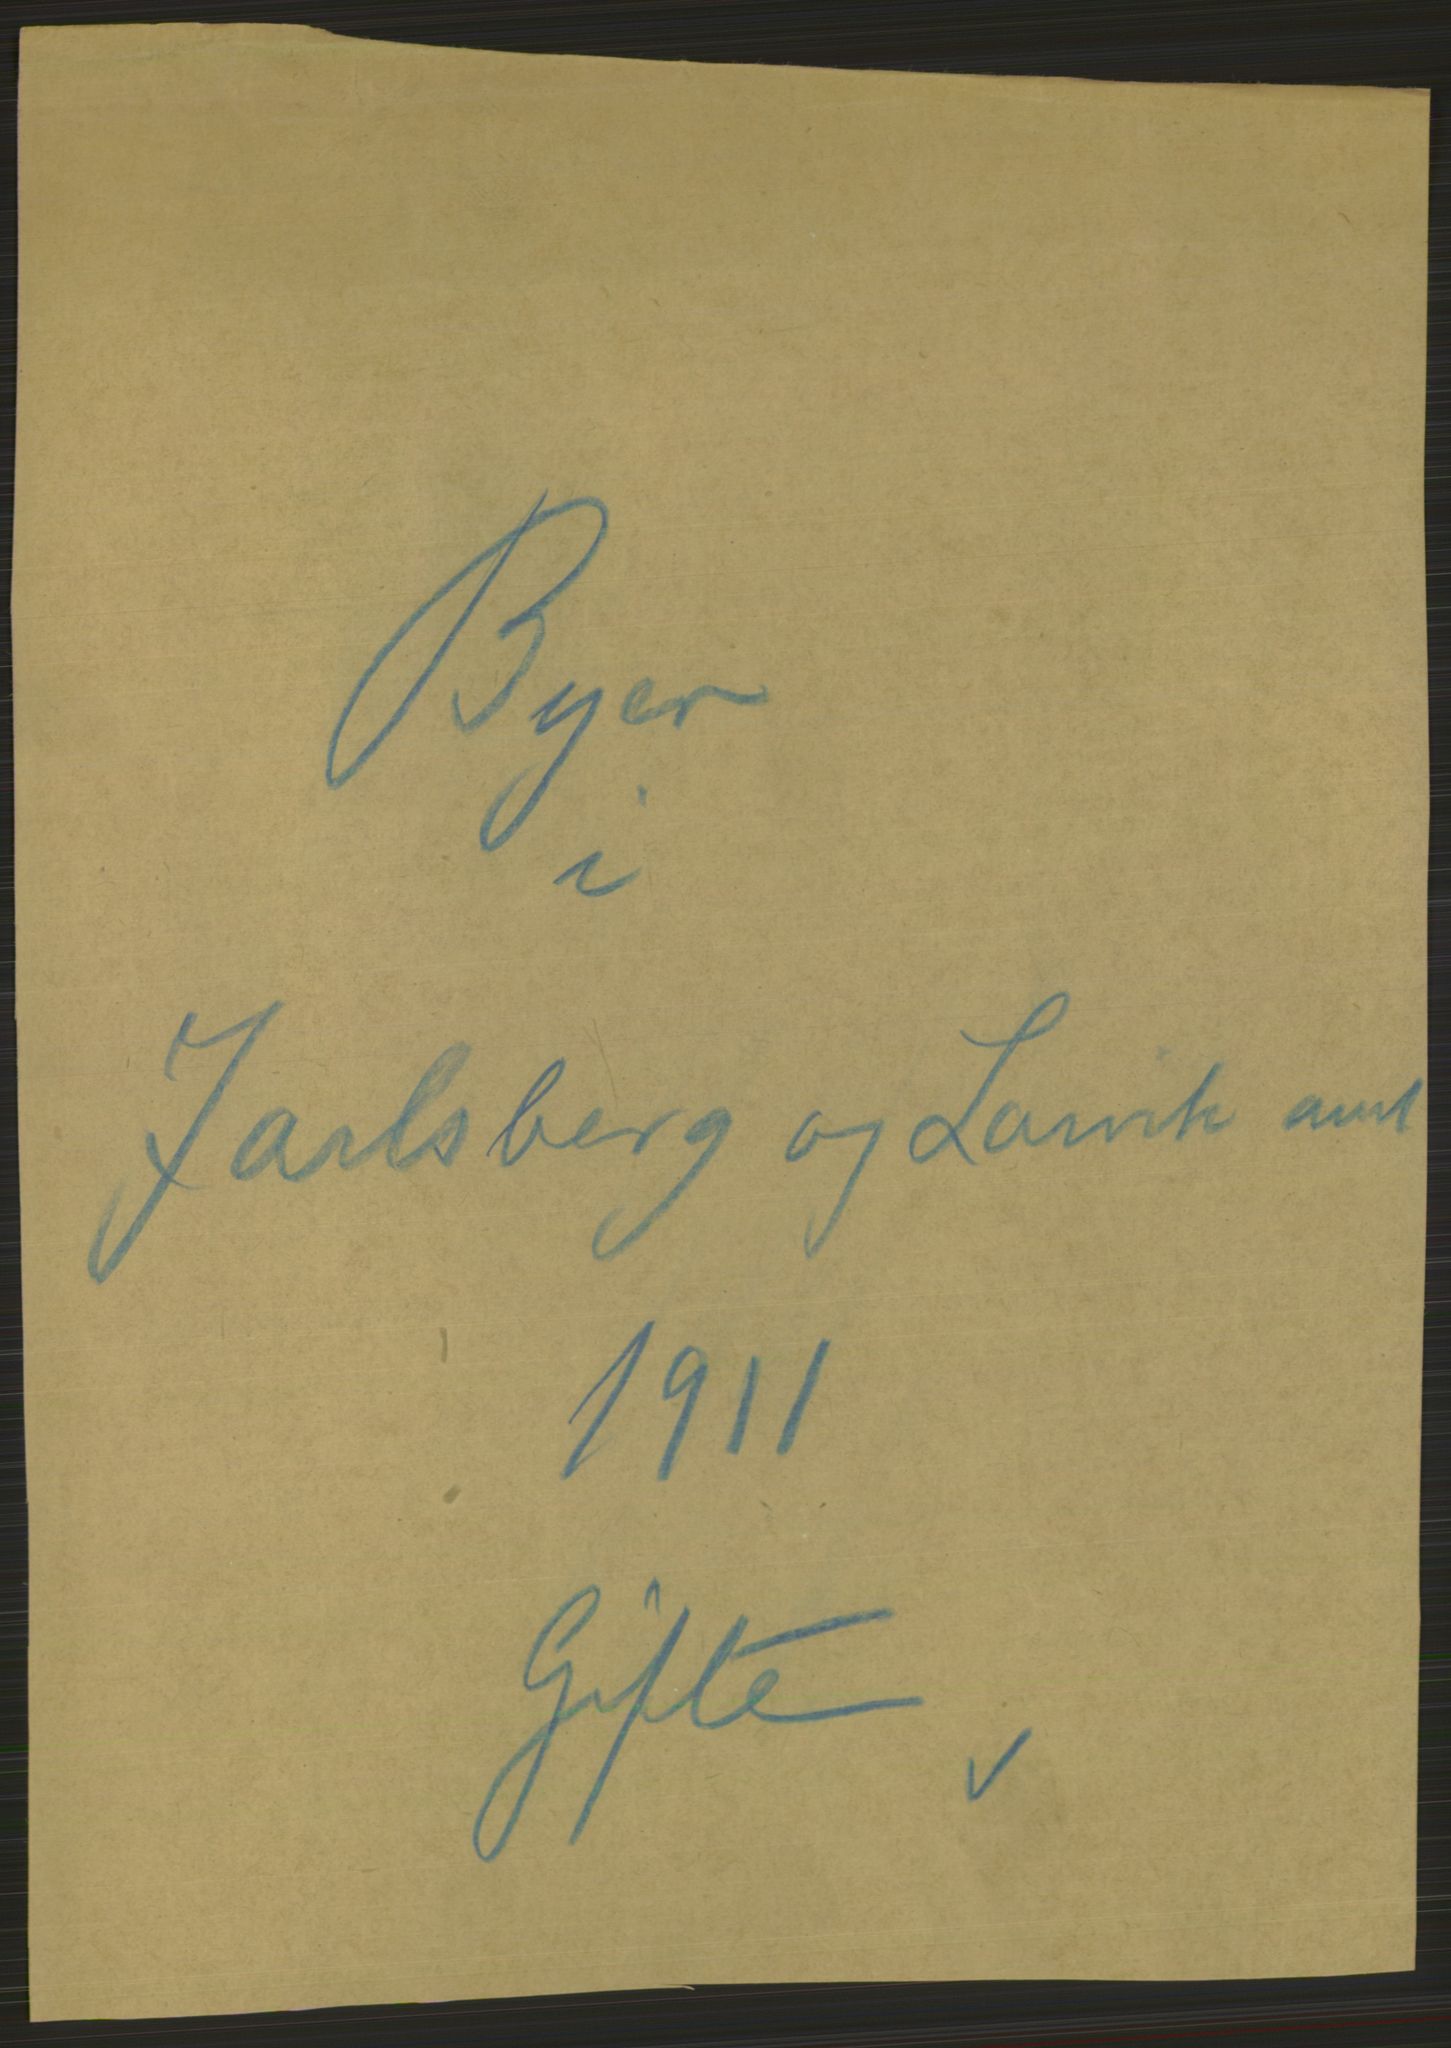 Byer
i
Jarlsberg og Larvik amt
1911
Gifte
✓